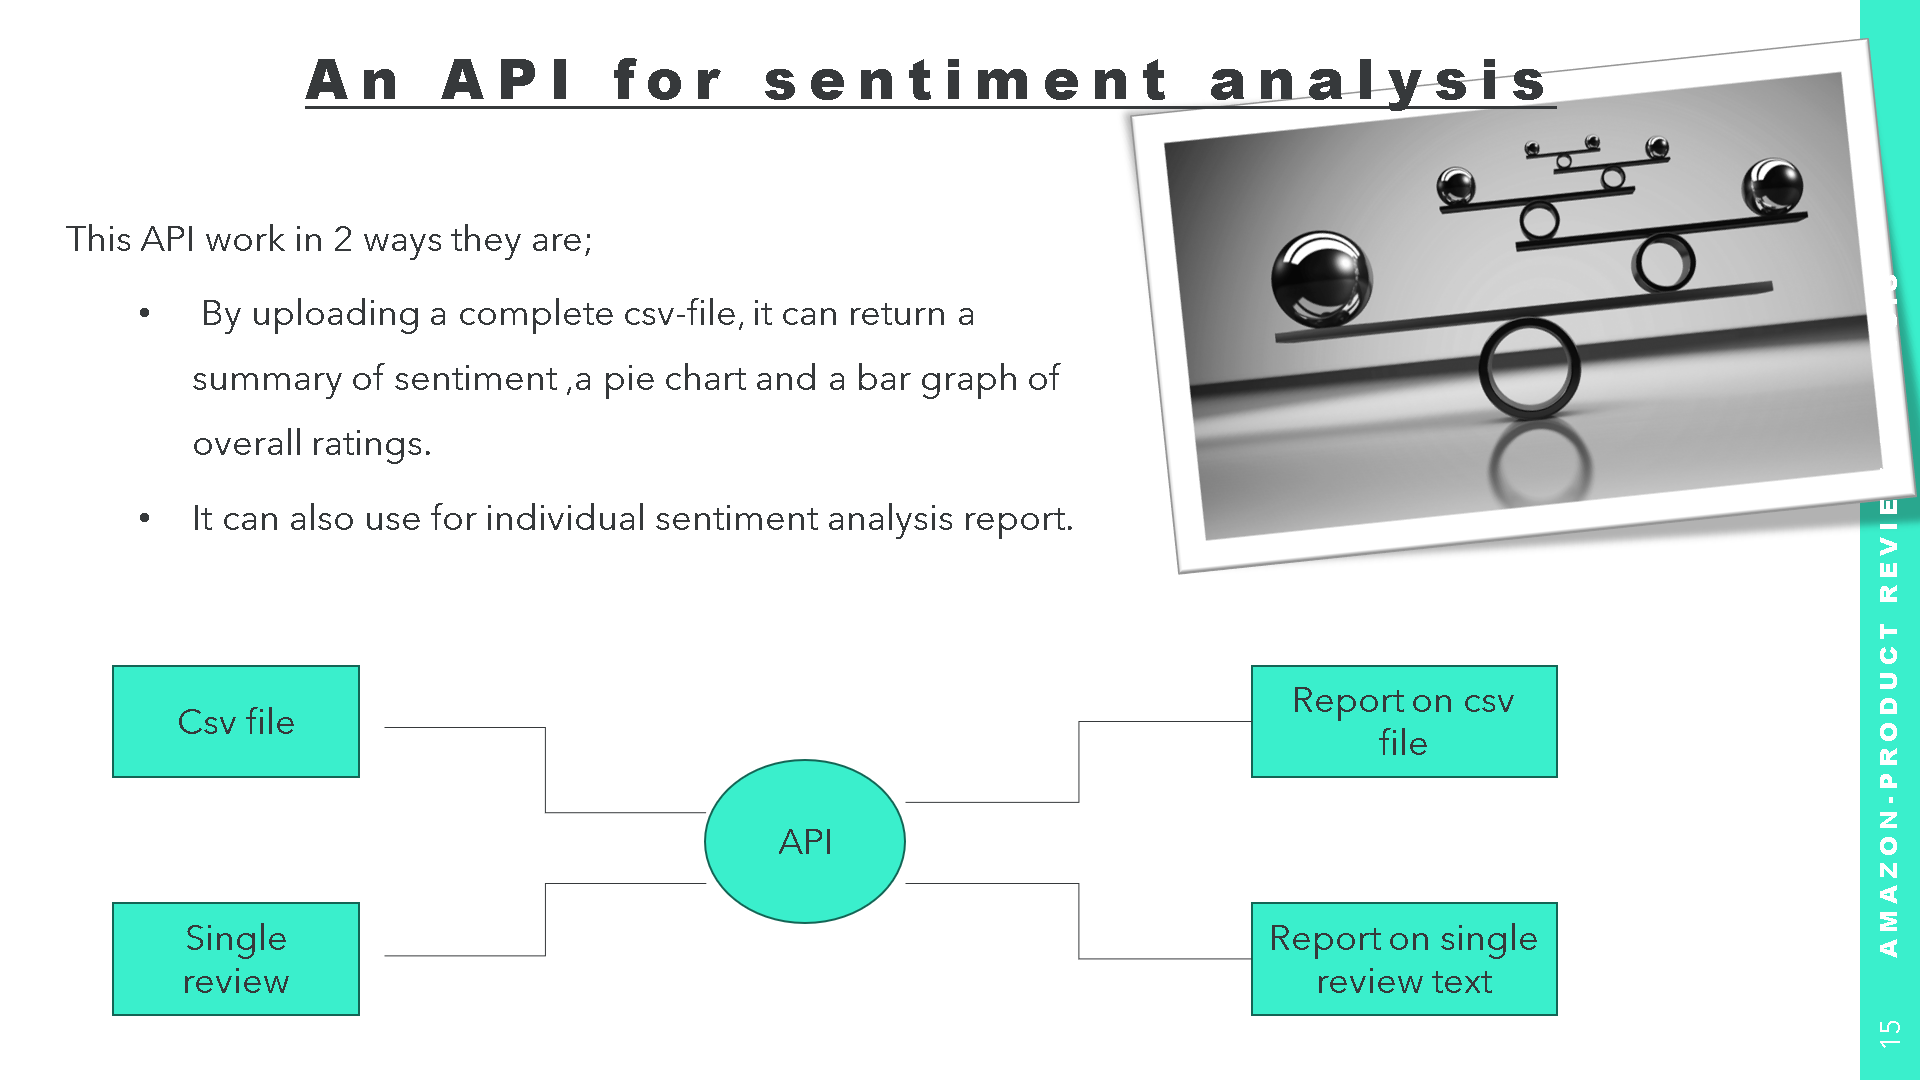 An API for sentiment analysis
This API work in 2 ways they are;
• By uploading a complete csv-file, it can return a
summary of sentiment ,a pie chart and a bar graph of
overall ratings.
• It can also use for individual sentiment analysis report.
Csv file
Report on csv
file
API
Single
review
Report on single
review text
AMAZON-PRODUCT
15